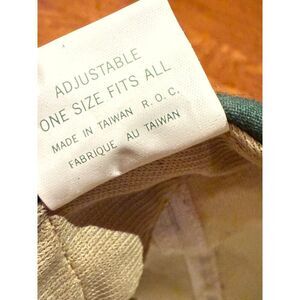 ADJUSTABLE
ONE SIZE FITS ALL
MADE IN TAIWAN R.O.C.
FABRIQUE AU TAIWAN